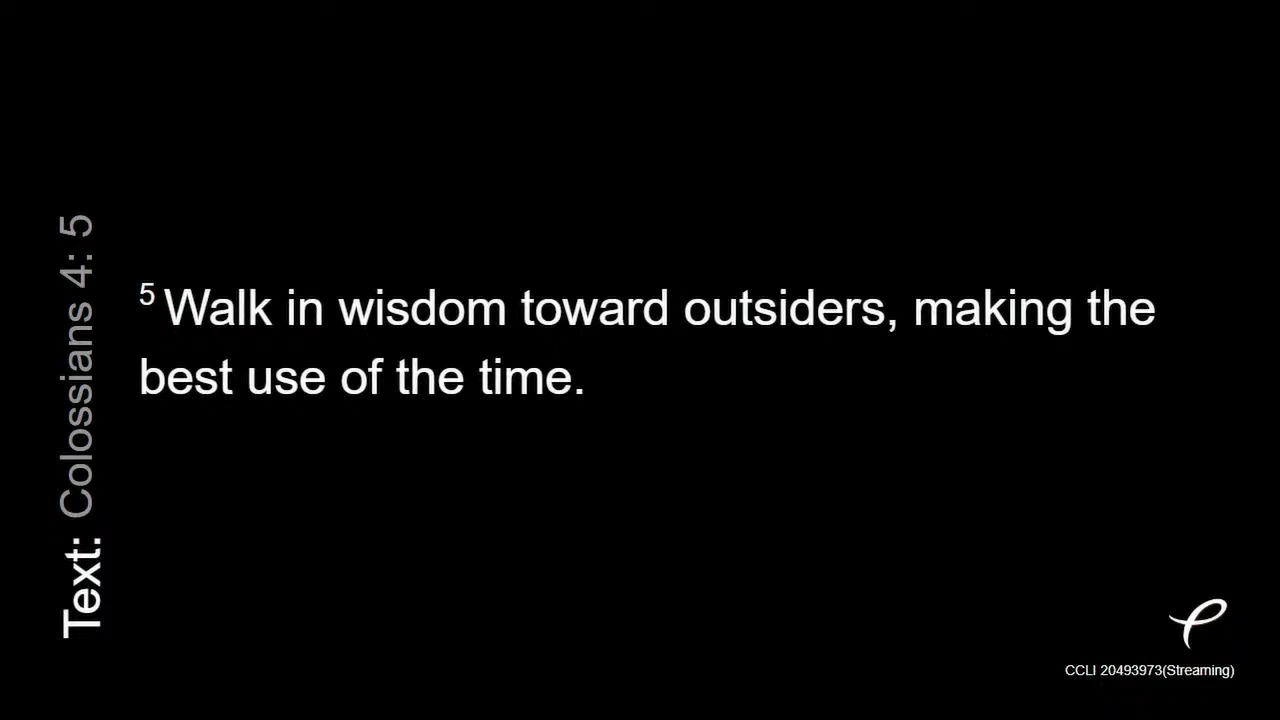 Text: Colossians 4: 5
5 Walk in wisdom toward outsiders, making the
best use of the time.
CCLI 20493973(Streaming)